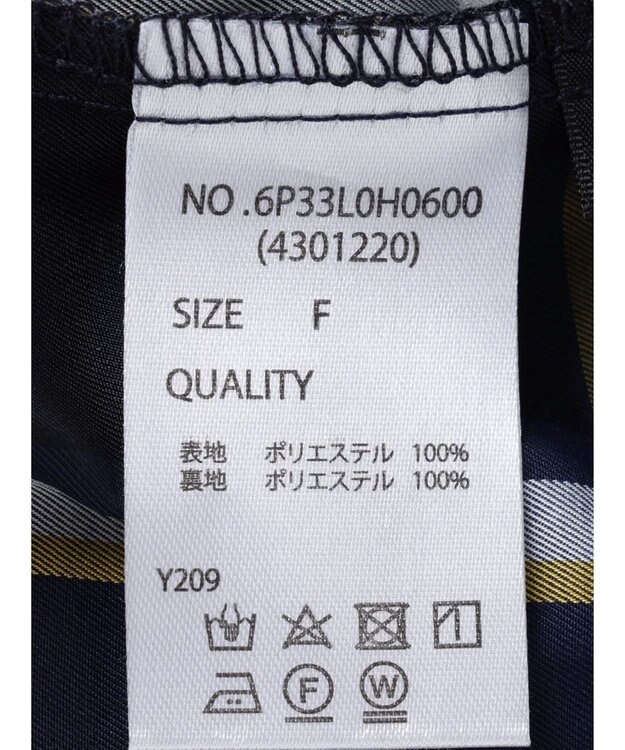 NO.6P33L0H0600
(4301220)
SIZE F
QUALITY
表地 ポリエステル 100%
裏地 ポリエステル 100%
Y209
F W